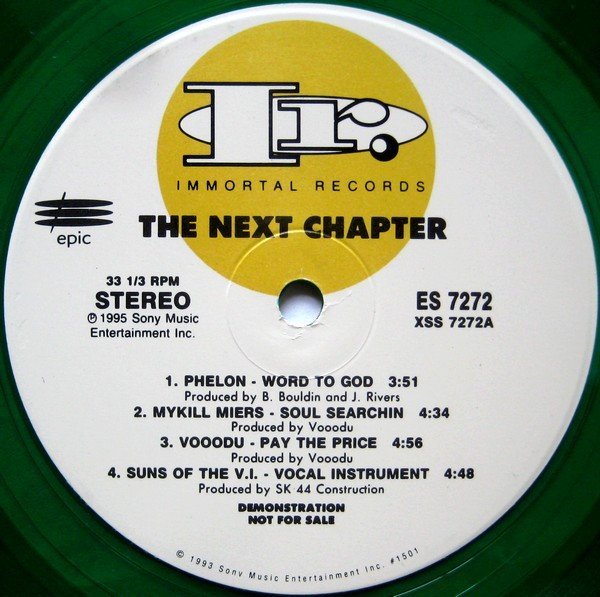 Ir.
IMMORTAL RECORDS
THE NEXT CHAPTER
epic
33 1/3 RPM
STEREO
℗ 1995 Sony Music
Entertainment Inc.
ES 7272
XSS 7272A
1. PHELON - WORD TO GOD 3:51
Produced by B. Bouldin and J. Rivers
2. MYKILL MIERS - SOUL SEARCHIN 4:34
Produced by Vooodu
3. VOOODU - PAY THE PRICE 4:56
Produced by Vooodu
4. SUNS OF THE V.I. - VOCAL INSTRUMENT 4:48
Produced by SK 44 Construction
DEMONSTRATION
NOT FOR SALE
© 1993 Sony Music Entertainment Inc. #1501